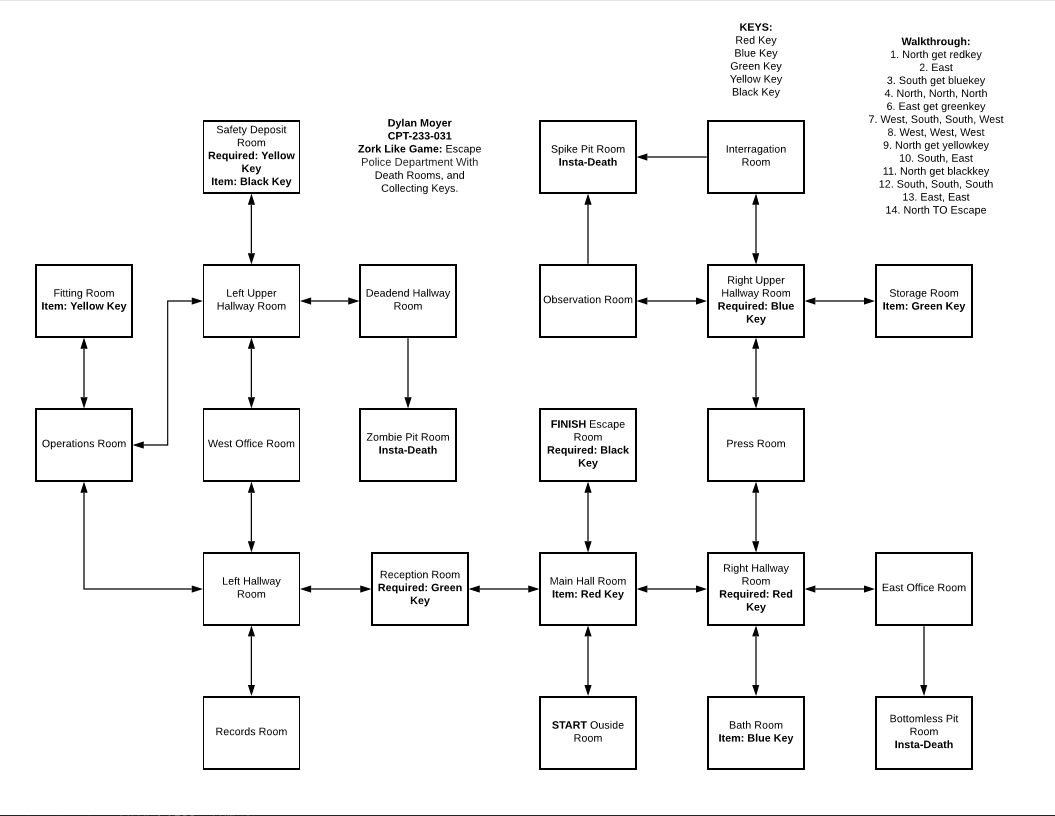 KEYS:
Red Key
Blue Key
Green Key
Yellow Key
Black Key
Walkthrough:
1. North get redkey
2. East
3. South get bluekey
4. North, North, North
6. East get greenkey
7. West, South, South, West
8. West, West, West
9. North get yellowkey
10. South, East
11. North get blackkey
12. South, South, South
13. East, East
14. North TO Escape
Dylan Moyer
CPT-233-031
Zork Like Game: Escape
Police Department With
Death Rooms, and
Collecting Keys.
Safety Deposit
Room
Required: Yellow
Key
Item: Black Key
Spike Pit Room
Insta-Death
Interragation
Room
Fitting Room
Item: Yellow Key
Left Upper
Hallway Room
Deadend Hallway
Room
Observation Room
Right Upper
Hallway Room
Required: Blue
Key
Storage Room
Item: Green Key
Operations Room
West Office Room
Zombie Pit Room
Insta-Death
FINISH Escape
Room
Required: Black
Key
Press Room
Left Hallway
Room
Reception Room
Required: Green
Key
Main Hall Room
Item: Red Key
Right Hallway
Room
Required: Red
Key
East Office Room
Records Room
START Ouside
Room
Bath Room
Item: Blue Key
Bottomless Pit
Room
Insta-Death